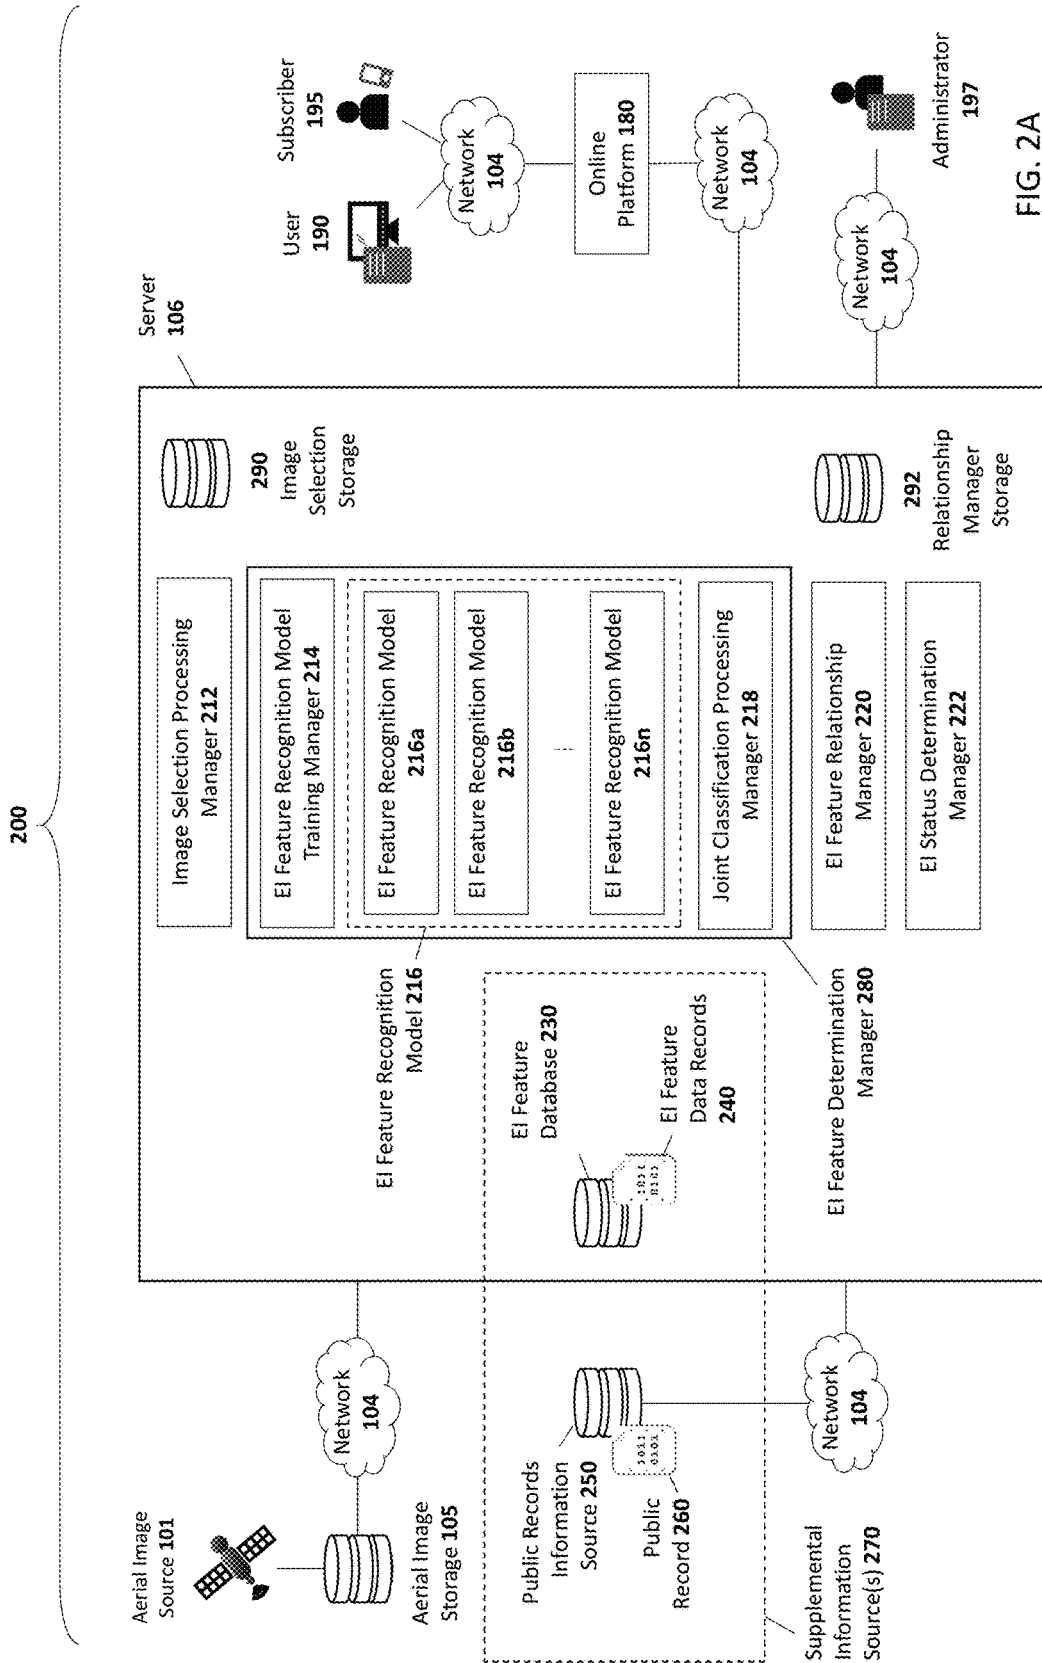 200
Aerial Image
Source 101
Aerial Image
Storage 105
Network
104
Public Records
Information
Source 250
Public
Record 260
Supplemental
Information
Source(s) 270
Network
104
Server
106
EI Feature Recognition
Model 216
EI Feature
Database 230
EI Feature
Data Records
240
EI Feature Determination
Manager 280
Image Selection Processing
Manager 212
EI Feature Recognition Model
Training Manager 214
EI Feature Recognition Model
216a
EI Feature Recognition Model
216b
...
EI Feature Recognition Model
216n
Joint Classification Processing
Manager 218
EI Feature Relationship
Manager 220
EI Status Determination
Manager 222
290
Image
Selection
Storage
292
Relationship
Manager
Storage
User
190
Subscriber
195
Network
104
Online
Platform 180
Network
104
Network
104
Administrator
197
FIG. 2A